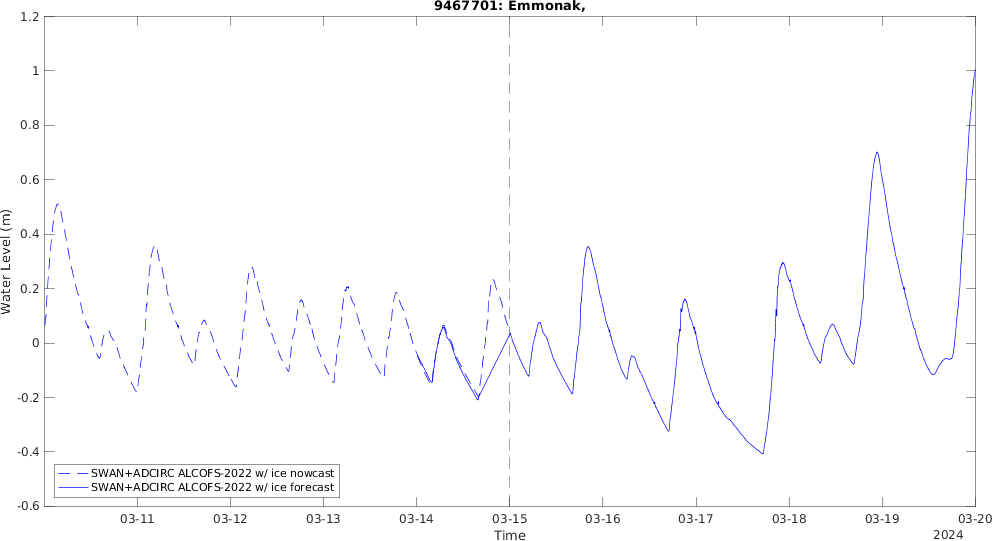 9467701: Emmonak,
1.2
1
0.8
0.6
0.4
0.2
0
-0.2
-0.4
-0.6
Water Level (m)
SWAN+ADCIRC ALCOFS-2022 w/ ice nowcast
SWAN+ADCIRC ALCOFS-2022 w/ ice forecast
03-11 03-12 03-13 03-14 03-15 03-16 03-17 03-18 03-19 03-20
Time
2024